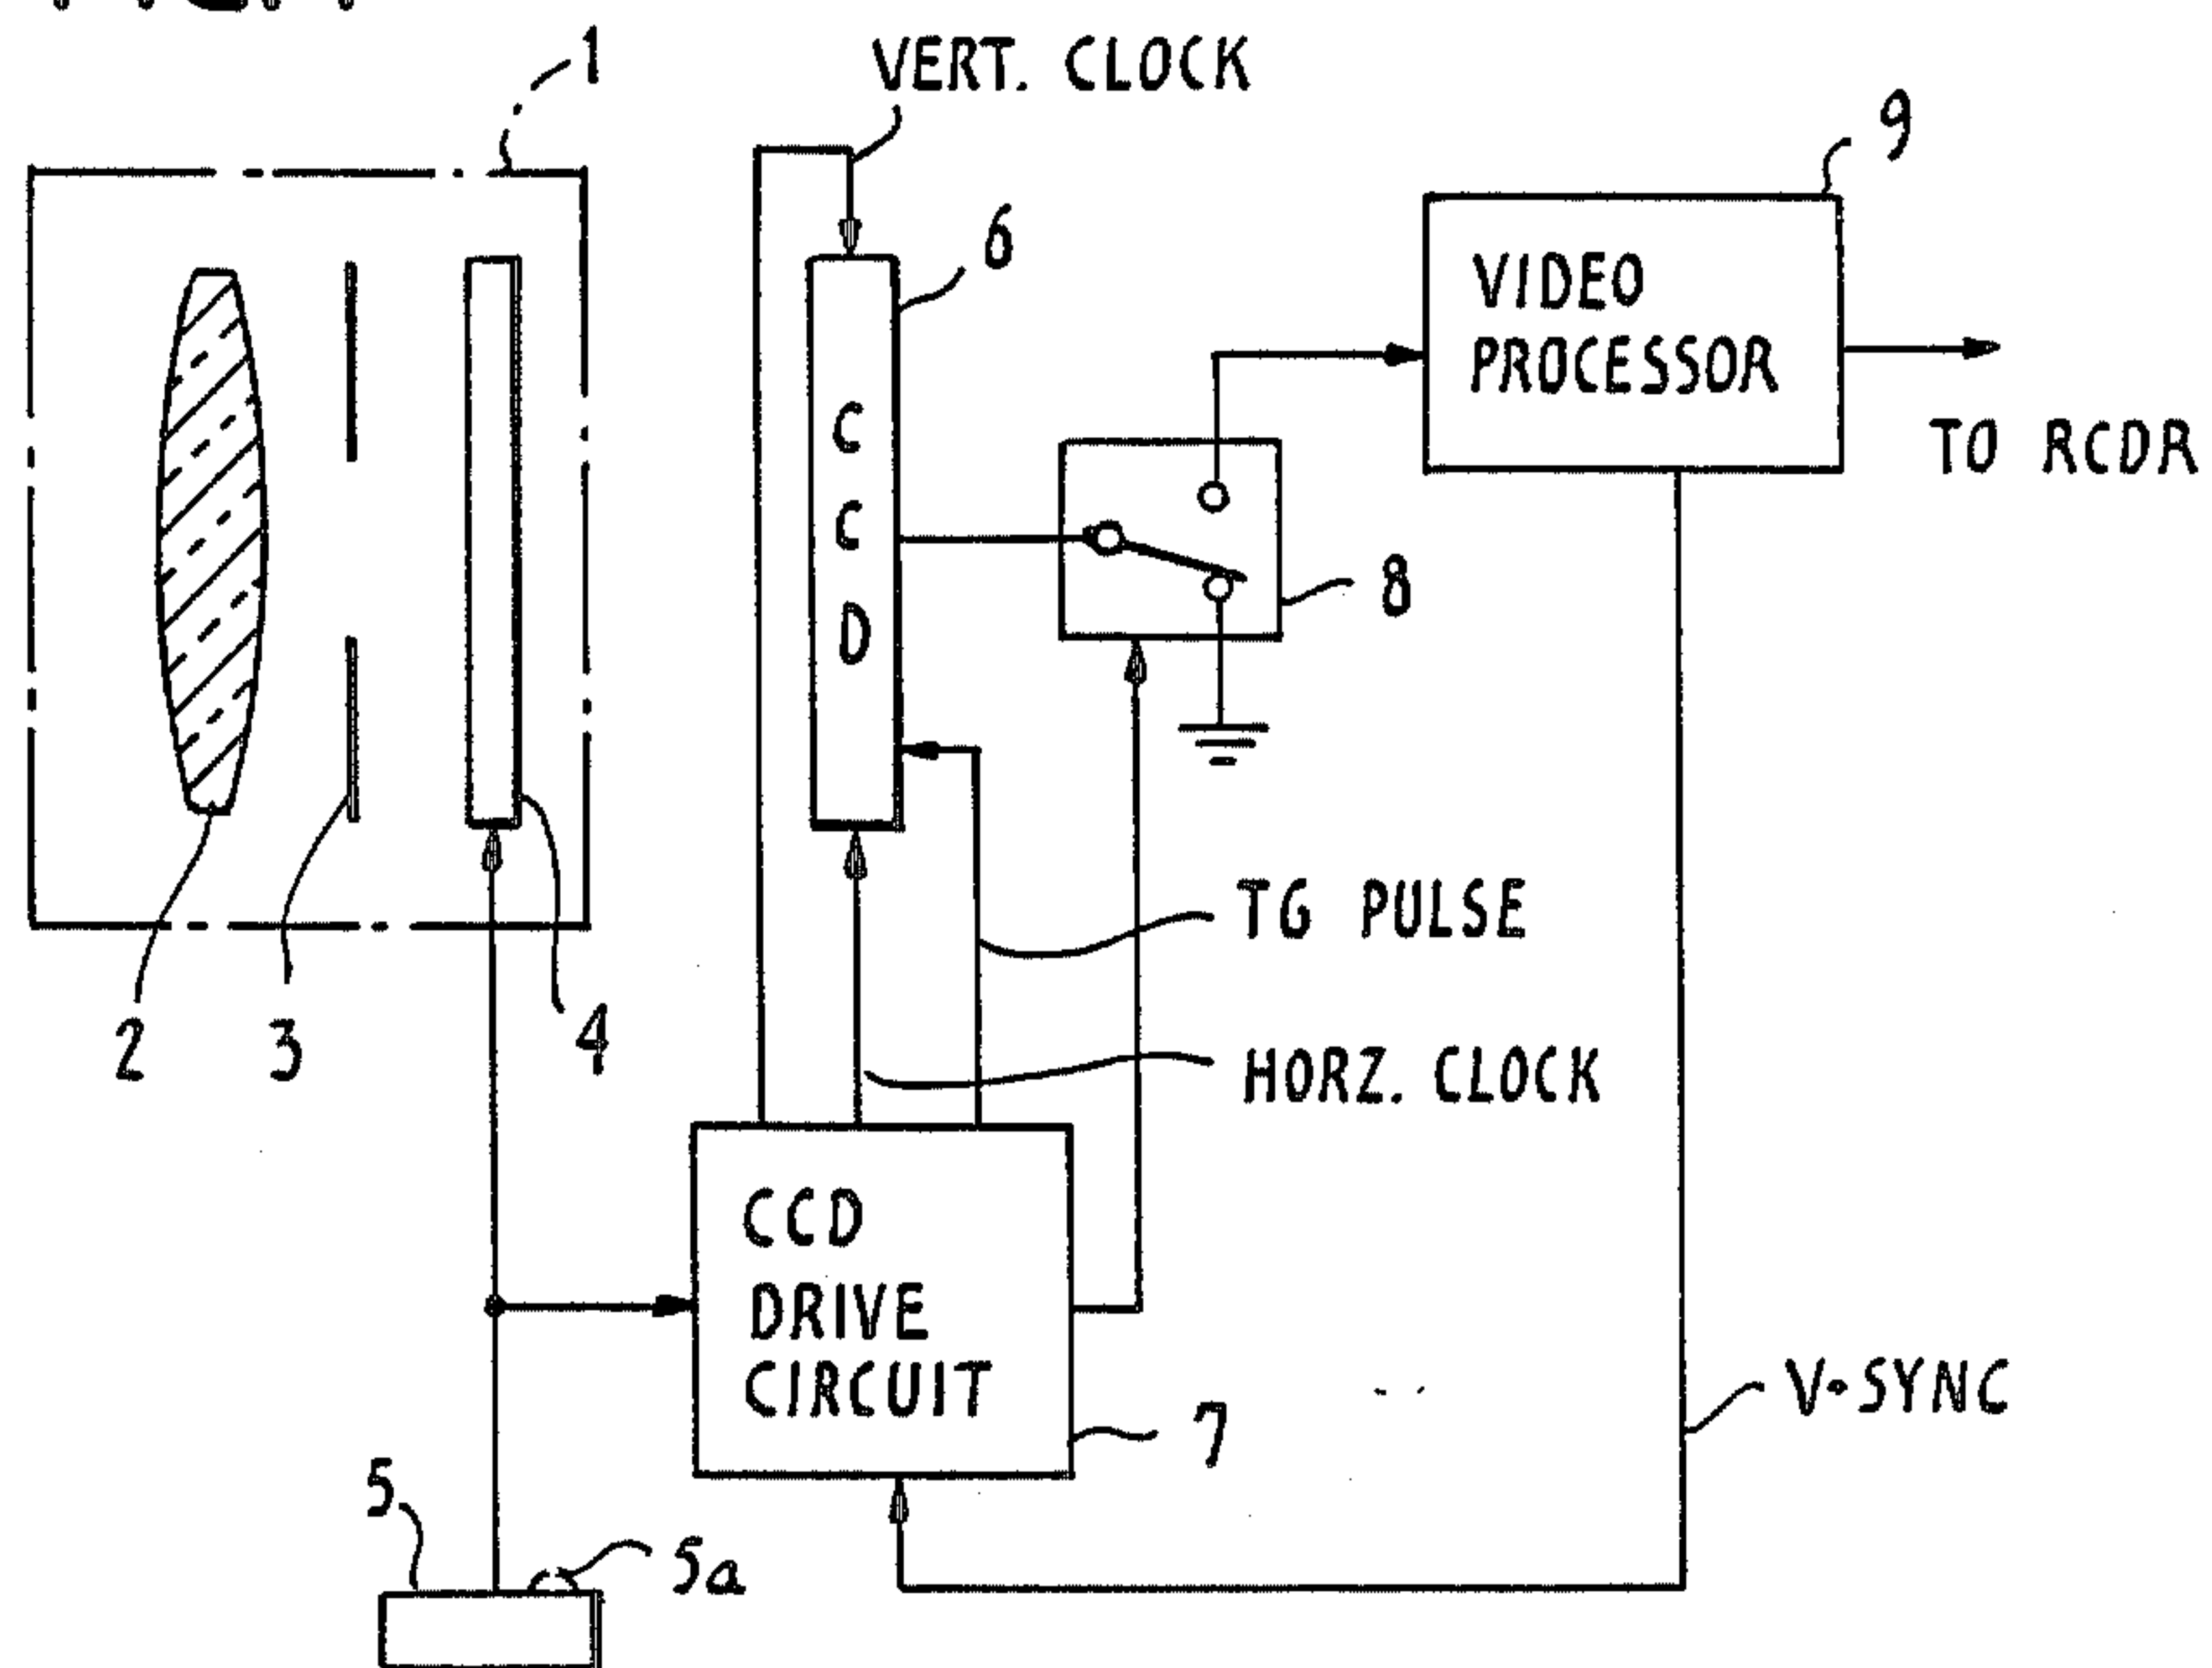 1
VERT. CLOCK
9
6
VIDEO
PROCESSOR
C
C
D
TO RCDR
8
TG PULSE
2
3
4
HORZ. CLOCK
CCD
DRIVE
CIRCUIT
7
V·SYNC
5
5a